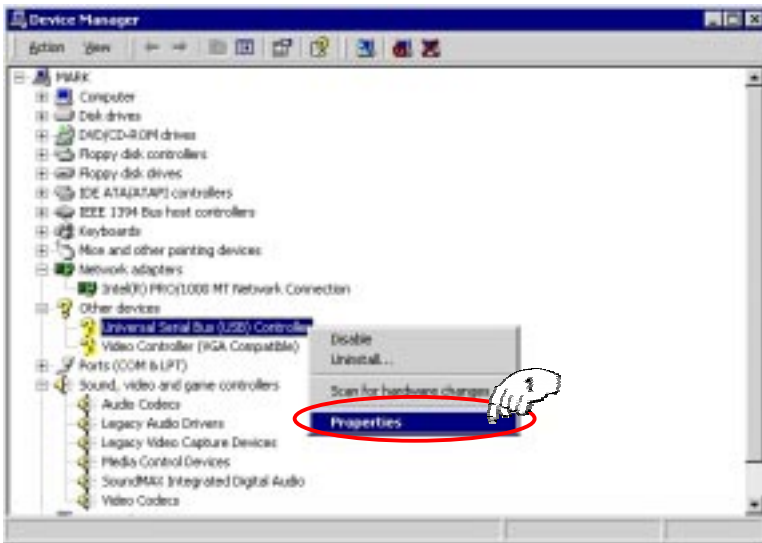 Device Manager
Action View
MARK
Computer
Disk drives
DVD/CD-ROM drives
Floppy disk controllers
Floppy disk drives
IDE ATA/ATAPI controllers
IEEE 1394 Bus host controllers
Keyboards
Mice and other pointing devices
Network adapters
Intel(R) PRO/1000 MT Network Connection
Other devices
Universal Serial Bus (USB) Controller
Video Controller (VGA Compatible)
Ports (COM & LPT)
Sound, video and game controllers
Audio Codecs
Legacy Audio Drivers
Legacy Video Capture Devices
Media Control Devices
SoundMAX Integrated Digital Audio
Video Codecs
Disable
Uninstall...
Scan for hardware changes
Properties
1